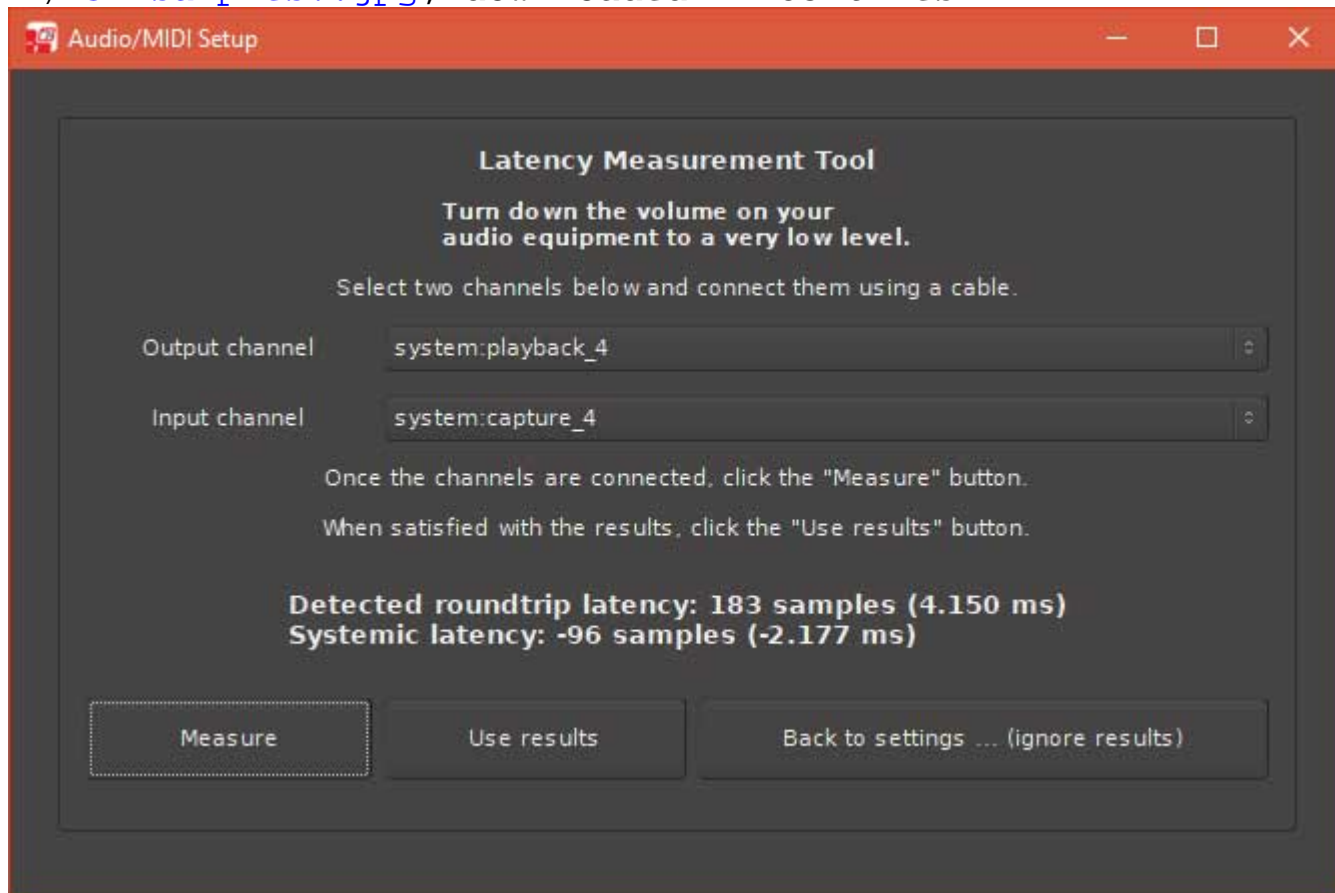 Audio/MIDI Setup
Latency Measurement Tool
Turn down the volume on your
audio equipment to a very low level.
Select two channels below and connect them using a cable.
Output channel system:playback_4
Input channel system:capture_4
Once the channels are connected, click the "Measure" button.
When satisfied with the results, click the "Use results" button.
Detected roundtrip latency: 183 samples (4.150 ms)
Systemic latency: -96 samples (-2.177 ms)
Measure Use results Back to settings ... (ignore results)